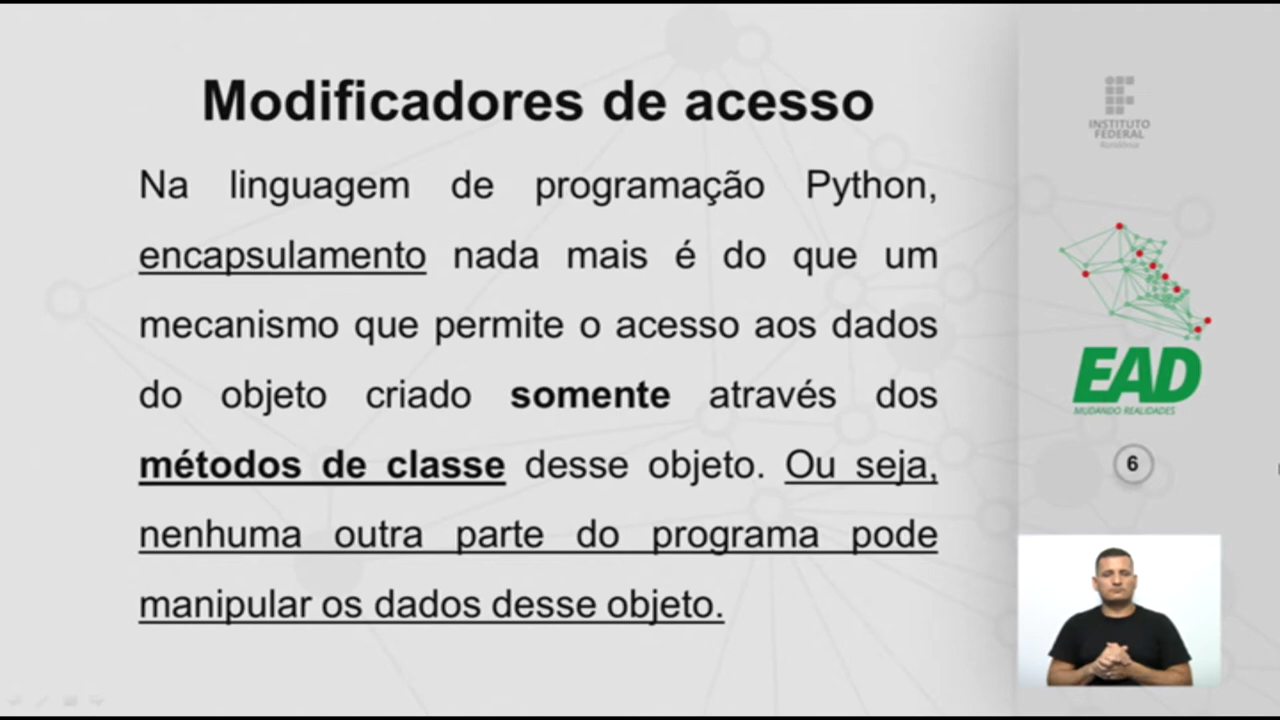 Modificadores de acesso
Na linguagem de programação Python,
encapsulamento nada mais é do que um
mecanismo que permite o acesso aos dados
do objeto criado somente através dos
métodos de classe desse objeto. Ou seja,
nenhuma outra parte do programa pode
manipular os dados desse objeto.
INSTITUTO
FEDERAL
Rondônia
EAD
MUDANDO REALIDADES
6